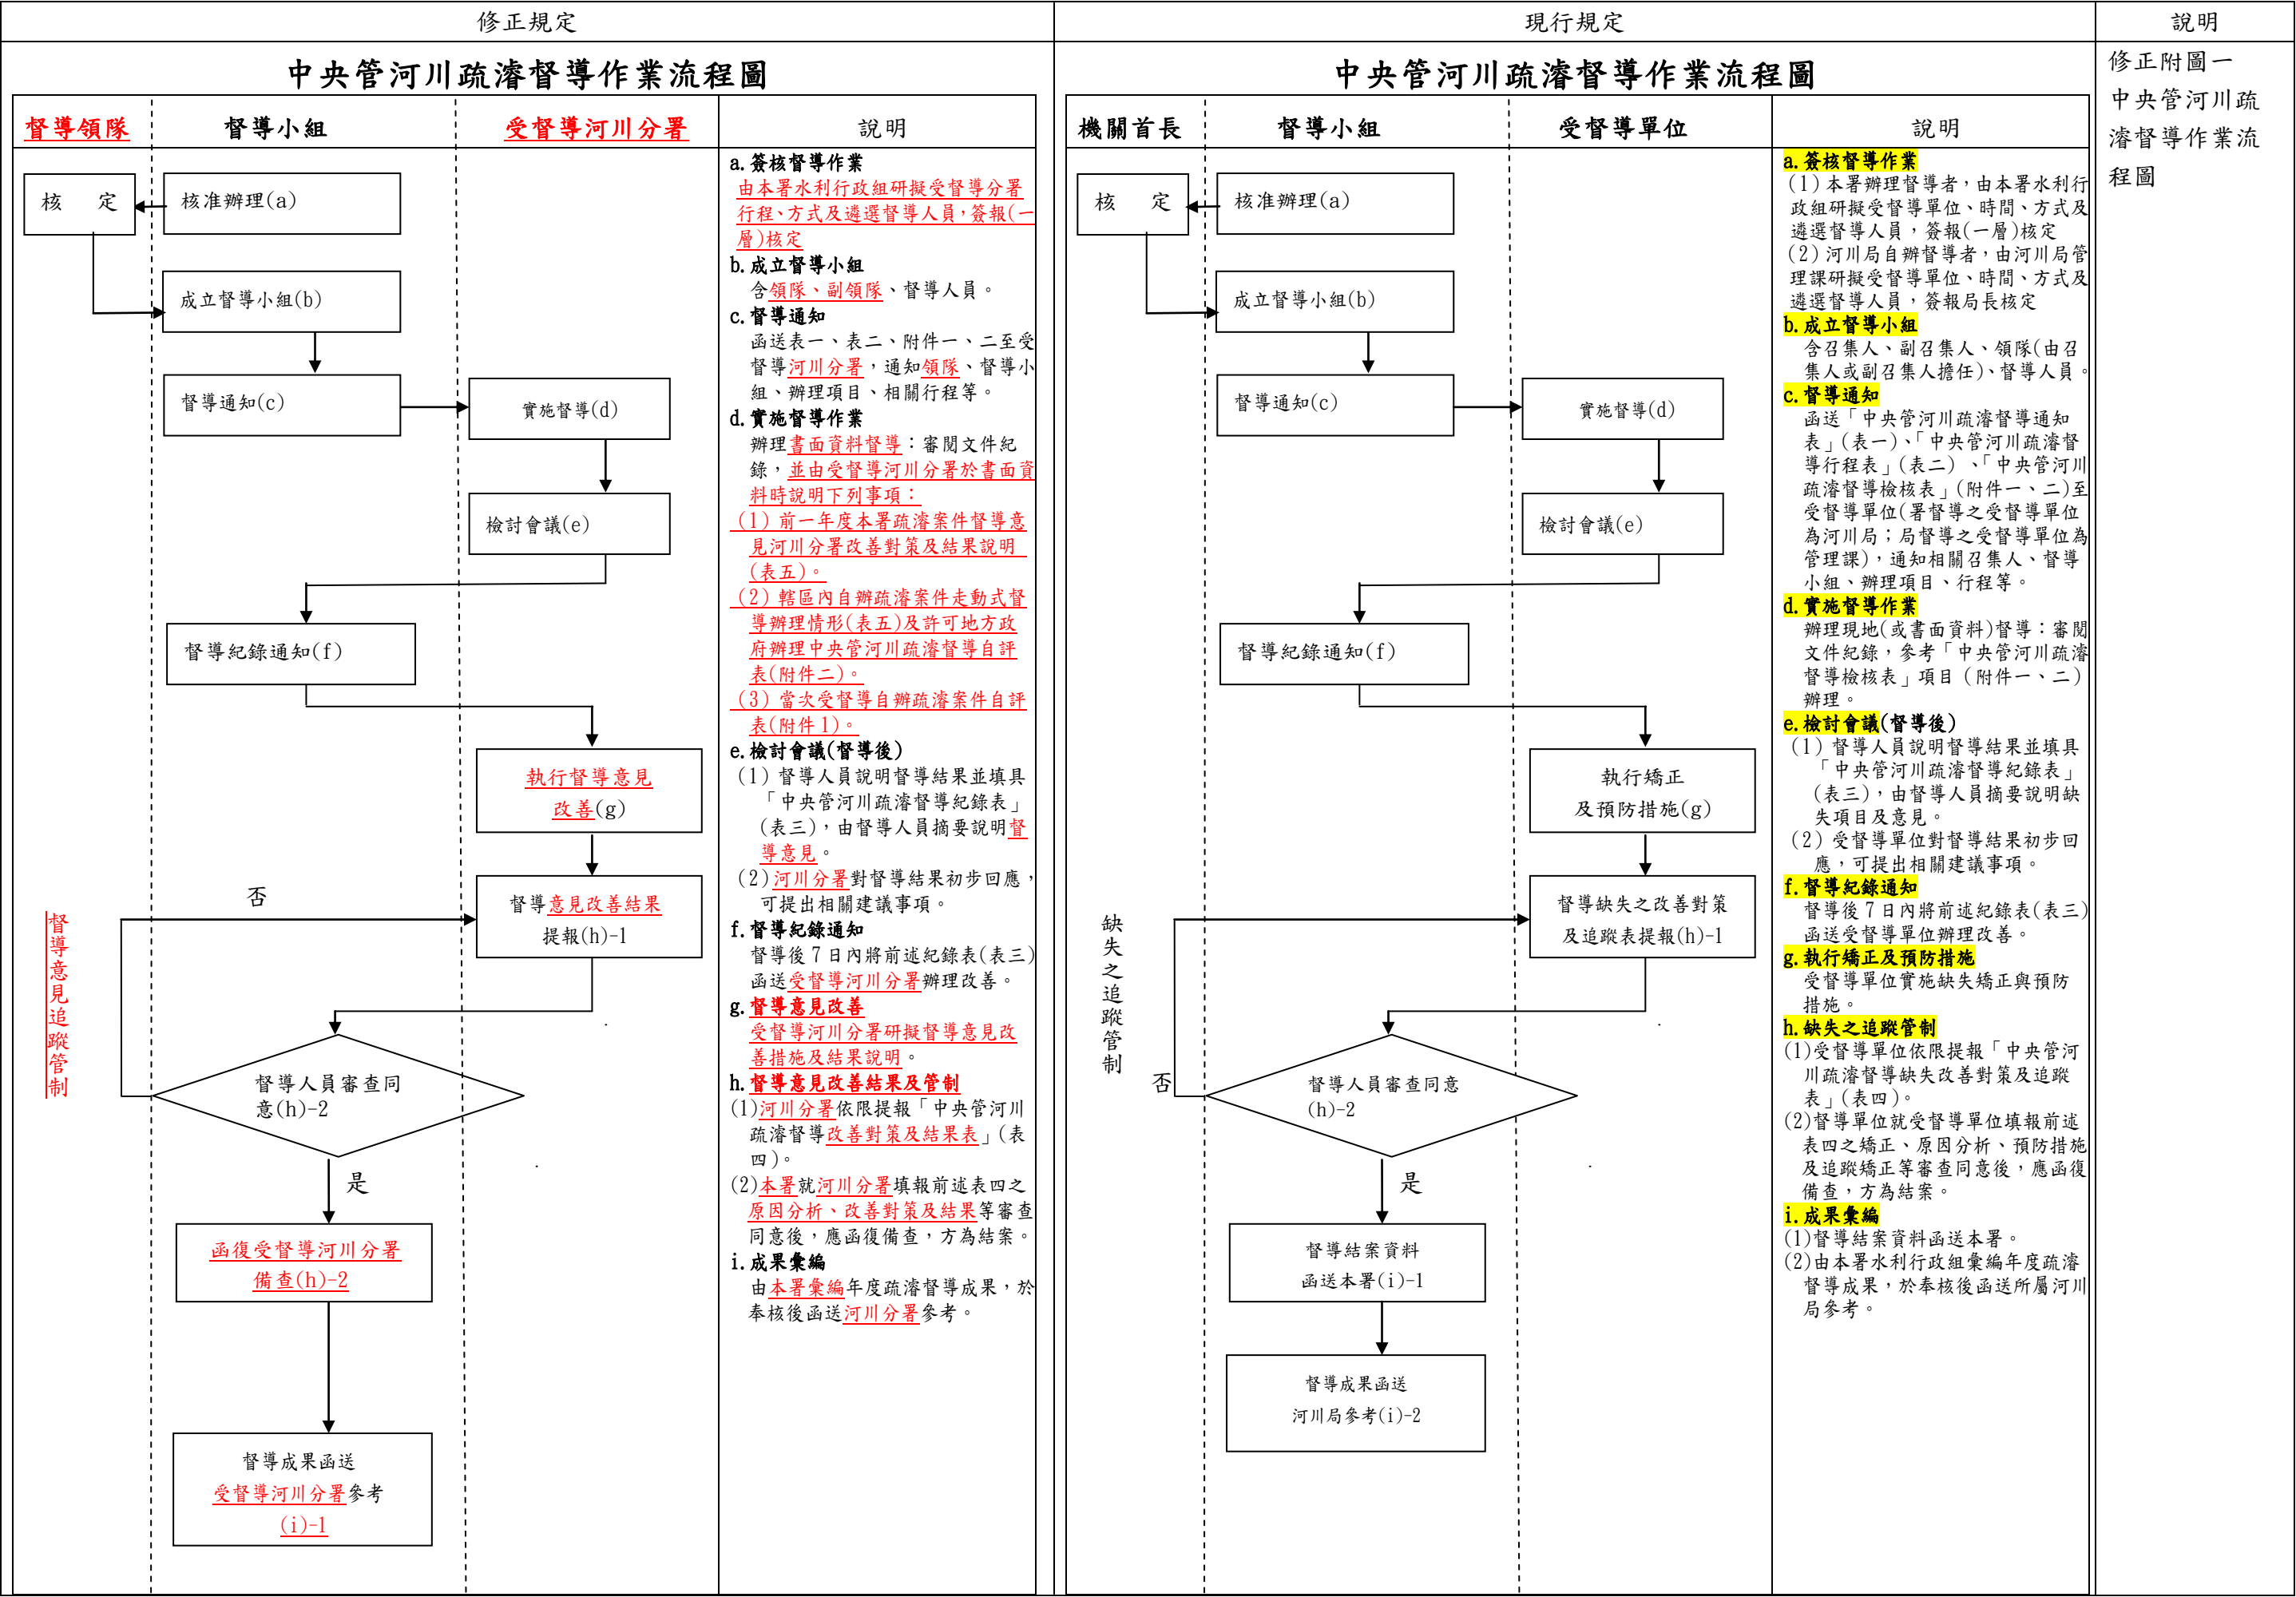 修正規定
中央管河川疏濬督導作業流程圖
督導領隊
督導小組
受督導河川分署
說明
核　定
核准辦理(a)
成立督導小組(b)
督導通知(c)
實施督導(d)
檢討會議(e)
督導紀錄通知(f)
執行督導意見
改善(g)
督導意見改善結果
提報(h)-1
否
督導意見追蹤管制
督導人員審查同
意(h)-2
是
函復受督導河川分署
備查(h)-2
督導成果函送
受督導河川分署參考
(i)-1
a.簽核督導作業
由本署水利行政組研擬受督導分署
行程、方式及遴選督導人員，簽報(一
層)核定
b.成立督導小組
含領隊、副領隊、督導人員。
c.督導通知
函送表一、表二、附件一、二至受
督導河川分署，通知領隊、督導小
組、辦理項目、相關行程等。
d.實施督導作業
辦理書面資料督導：審閱文件紀
錄，並由受督導河川分署於書面資
料時說明下列事項：
(1)前一年度本署疏濬案件督導意
見河川分署改善對策及結果說明
(表五)。
(2)轄區內自辦疏濬案件走動式督
導辦理情形(表五)及許可地方政
府辦理中央管河川疏濬督導自評
表(附件二)。
(3)當次受督導自辦疏濬案件自評
表(附件1)。
e.檢討會議(督導後)
(1)督導人員說明督導結果並填具
「中央管河川疏濬督導紀錄表」
(表三)，由督導人員摘要說明督
導意見。
(2)河川分署對督導結果初步回應，
可提出相關建議事項。
f.督導紀錄通知
督導後7日內將前述紀錄表(表三)
函送受督導河川分署辦理改善。
g.督導意見改善
受督導河川分署研擬督導意見改
善措施及結果說明。
h.督導意見改善結果及管制
(1)河川分署依限提報「中央管河川
疏濬督導改善對策及結果表」(表
四)。
(2)本署就河川分署填報前述表四之
原因分析、改善對策及結果等審查
同意後，應函復備查，方為結案。
i.成果彙編
由本署彙編年度疏濬督導成果，於
奉核後函送河川分署參考。
現行規定
中央管河川疏濬督導作業流程圖
機關首長
督導小組
受督導單位
說明
核　定
核准辦理(a)
成立督導小組(b)
督導通知(c)
實施督導(d)
檢討會議(e)
督導紀錄通知(f)
執行矯正
及預防措施(g)
督導缺失之改善對策
及追蹤表提報(h)-1
缺失之追蹤管制
否
督導人員審查同意
(h)-2
是
督導結案資料
函送本署(i)-1
督導成果函送
河川局參考(i)-2
a.簽核督導作業
(1)本署辦理督導者，由本署水利行
政組研擬受督導單位、時間、方式及
遴選督導人員，簽報(一層)核定
(2)河川局自辦督導者，由河川局管
理課研擬受督導單位、時間、方式及
遴選督導人員，簽報局長核定
b.成立督導小組
含召集人、副召集人、領隊(由召
集人或副召集人擔任)、督導人員。
c.督導通知
函送「中央管河川疏濬督導通知
表」(表一)、「中央管河川疏濬督
導行程表」(表二) 、「中央管河川
疏濬督導檢核表」(附件一、二)至
受督導單位(署督導之受督導單位
為河川局；局督導之受督導單位為
管理課)，通知相關召集人、督導
小組、辦理項目、行程等。
d.實施督導作業
辦理現地(或書面資料)督導：審閱
文件紀錄，參考「中央管河川疏濬
督導檢核表」項目（附件一、二）
辦理。
e.檢討會議(督導後)
(1)督導人員說明督導結果並填具
「中央管河川疏濬督導紀錄表」
(表三)，由督導人員摘要說明缺
失項目及意見。
(2)受督導單位對督導結果初步回
應，可提出相關建議事項。
f.督導紀錄通知
督導後7日內將前述紀錄表(表三)
函送受督導單位辦理改善。
g.執行矯正及預防措施
受督導單位實施缺失矯正與預防
措施。
h.缺失之追蹤管制
(1)受督導單位依限提報「中央管河
川疏濬督導缺失改善對策及追蹤
表」(表四)。
(2)督導單位就受督導單位填報前述
表四之矯正、原因分析、預防措施
及追蹤矯正等審查同意後，應函復
備查，方為結案。
i.成果彙編
(1)督導結案資料函送本署。
(2)由本署水利行政組彙編年度疏濬
督導成果，於奉核後函送所屬河川
局參考。
說明
修正附圖一
中央管河川疏
濬督導作業流
程圖